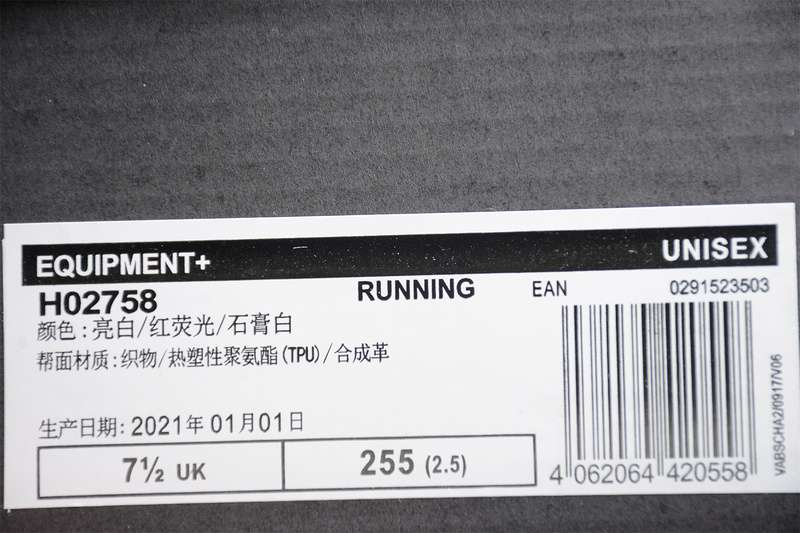 EQUIPMENT+ UNISEX
H02758 RUNNING EAN 0291523503
颜色:亮白/红荧光/石膏白
帮面材质:织物/热塑性聚氨酯(TPU)/合成革
生产日期:2021年01月01日
7½ UK 255 (2.5)
4 062064 420558
VABSCHA2/0917/V06